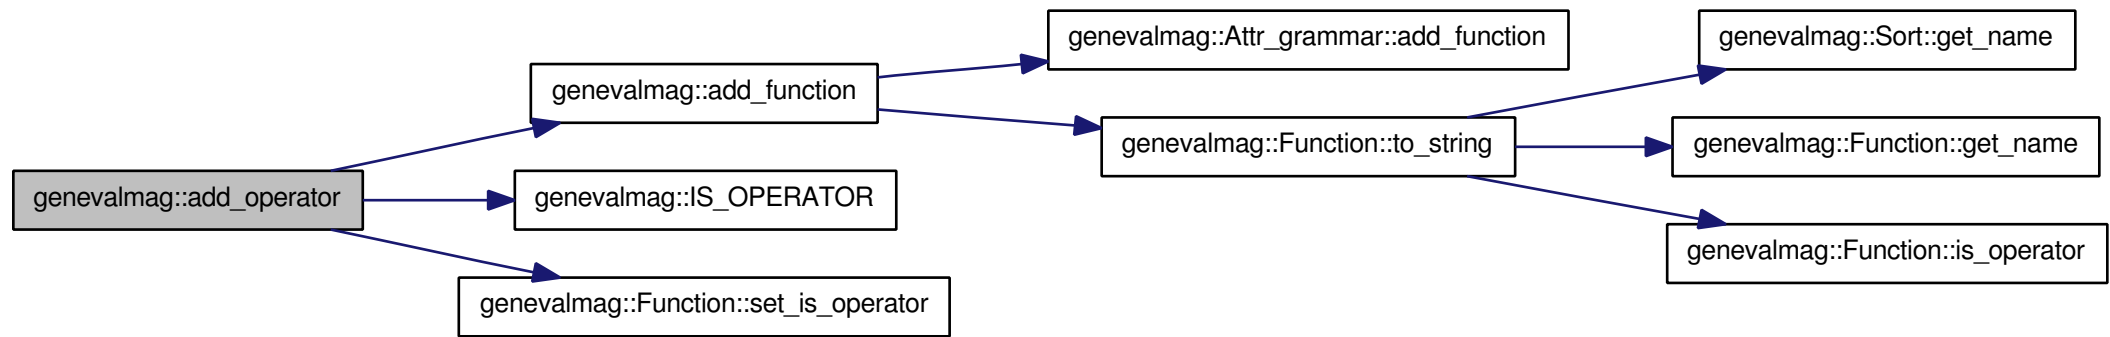 genevalmag::add_operator
genevalmag::add_function
genevalmag::IS_OPERATOR
genevalmag::Function::set_is_operator
genevalmag::Attr_grammar::add_function
genevalmag::Function::to_string
genevalmag::Sort::get_name
genevalmag::Function::get_name
genevalmag::Function::is_operator